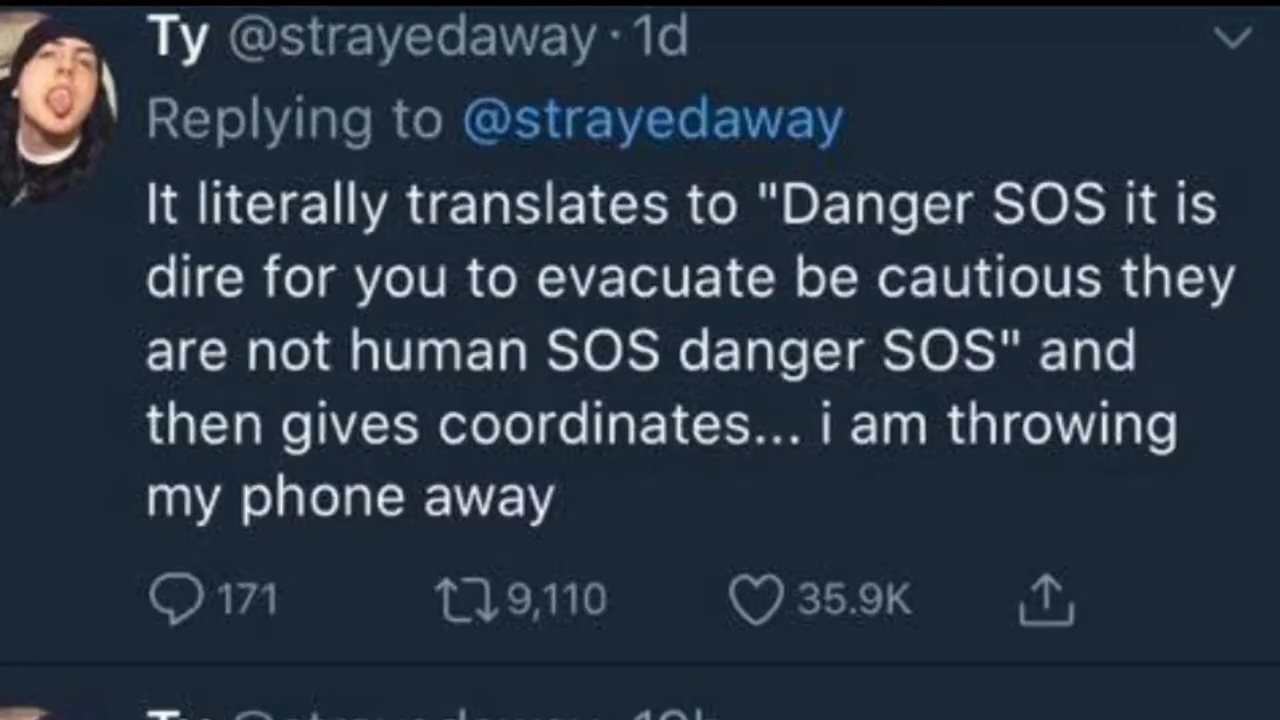 Ty @strayedaway · 1d
Replying to @strayedaway
It literally translates to "Danger SOS it is
dire for you to evacuate be cautious they
are not human SOS danger SOS" and
then gives coordinates... i am throwing
my phone away
171 9,110 35.9K